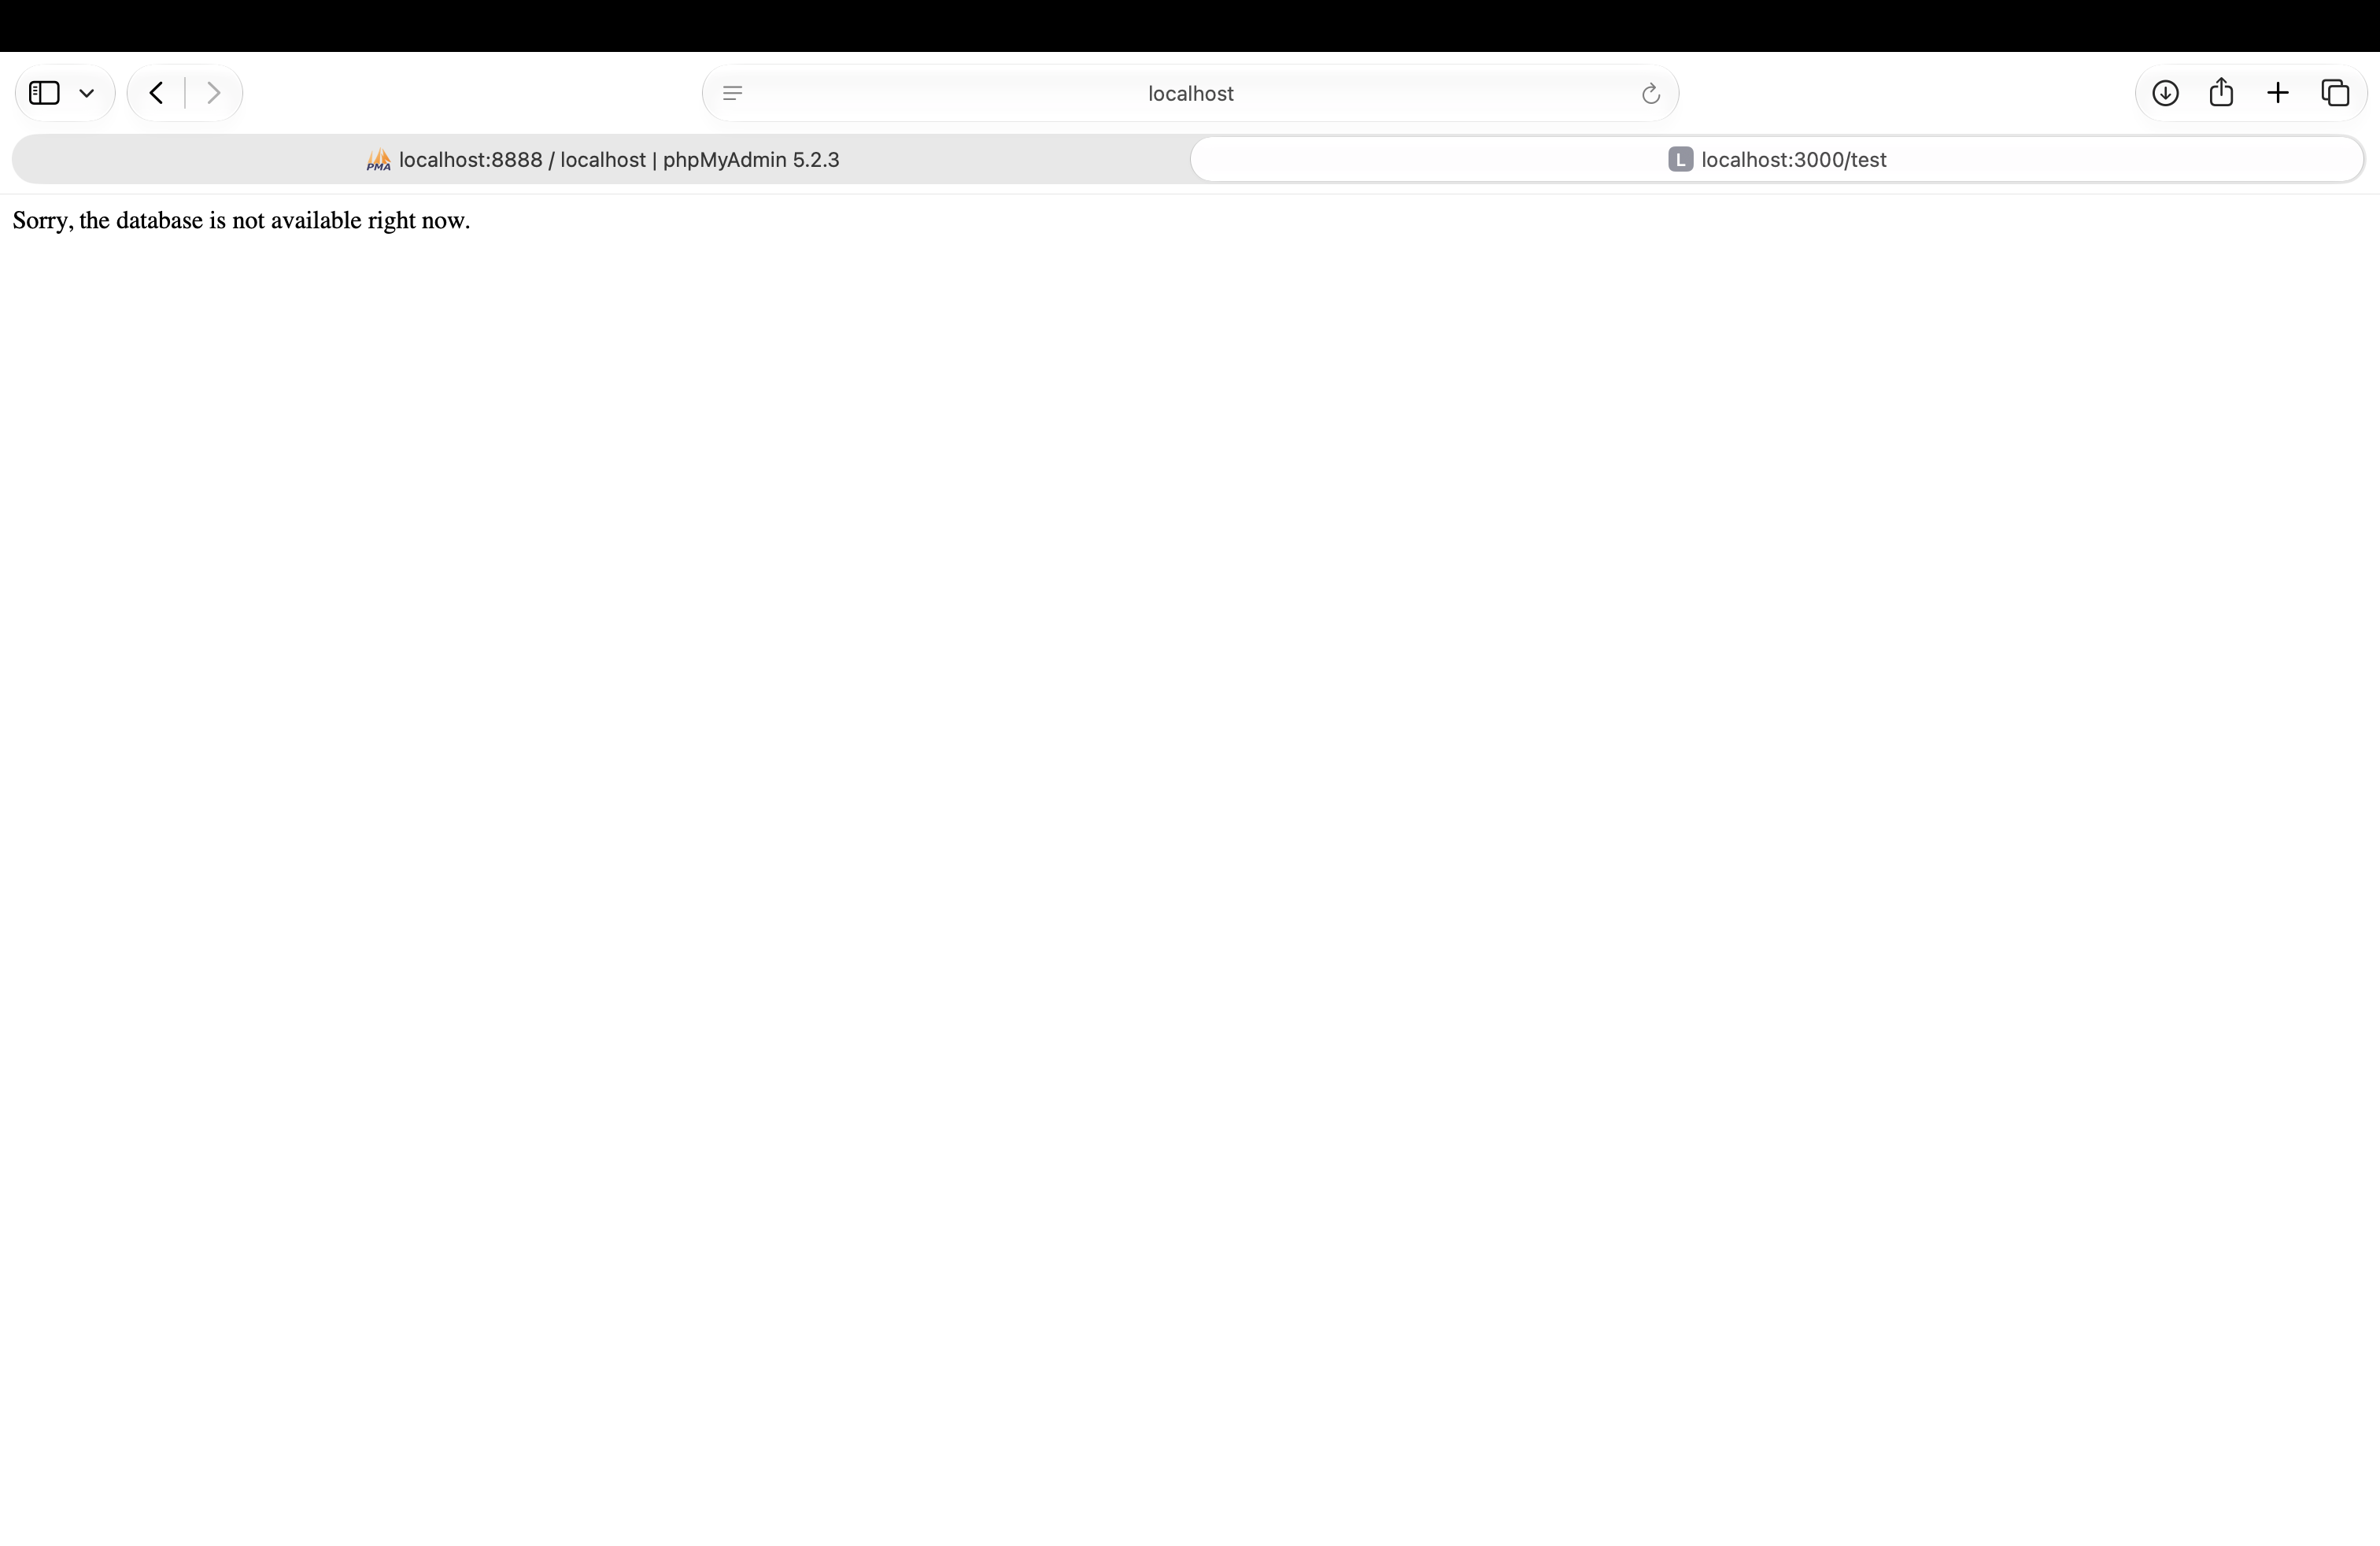 localhost
PMA localhost:8888 / localhost | phpMyAdmin 5.2.3
L localhost:3000/test
Sorry, the database is not available right now.